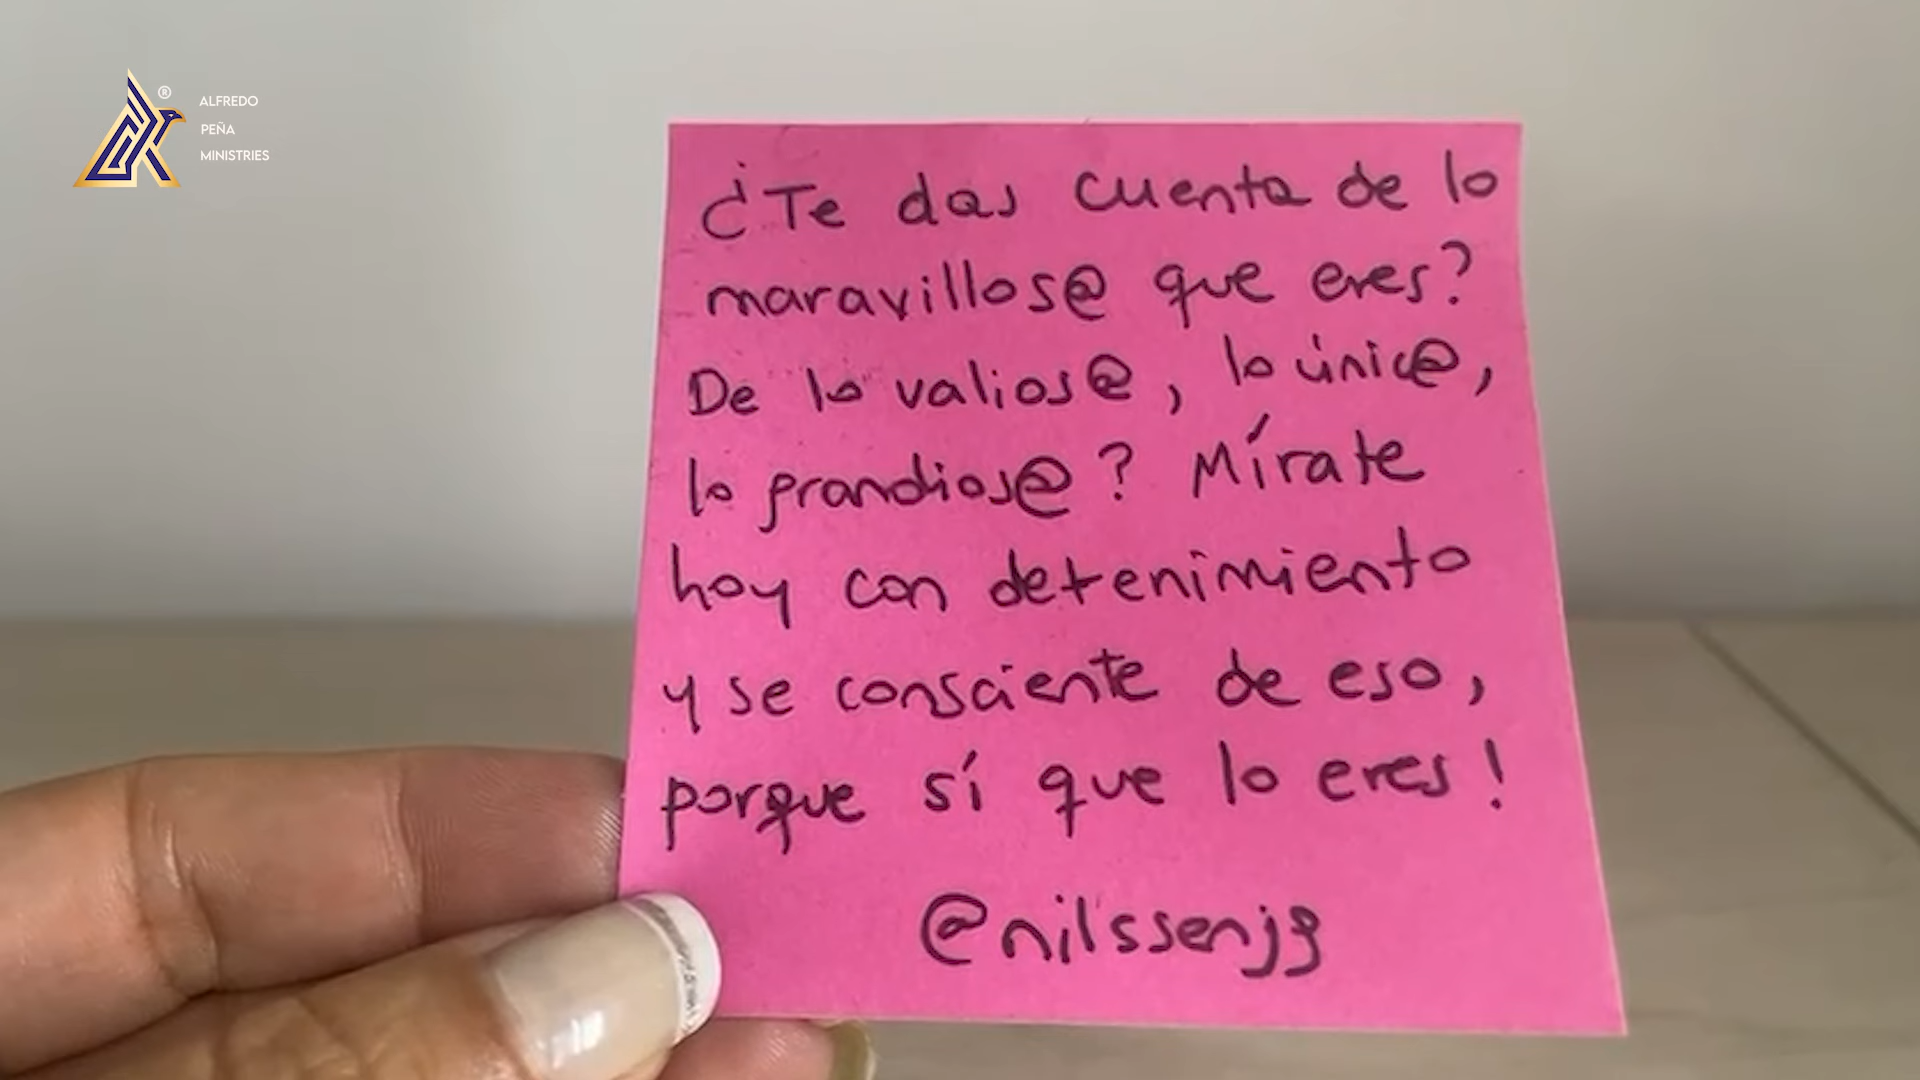 ALFREDO
PEÑA
MINISTRIES
®
¿Te das cuenta de lo
maravillos@ que eres?
De lo valios@, lo únic@,
lo grandios@? Mírate
hoy con detenimiento
y se consciente de eso,
porque sí que lo eres!
@nilssenjg